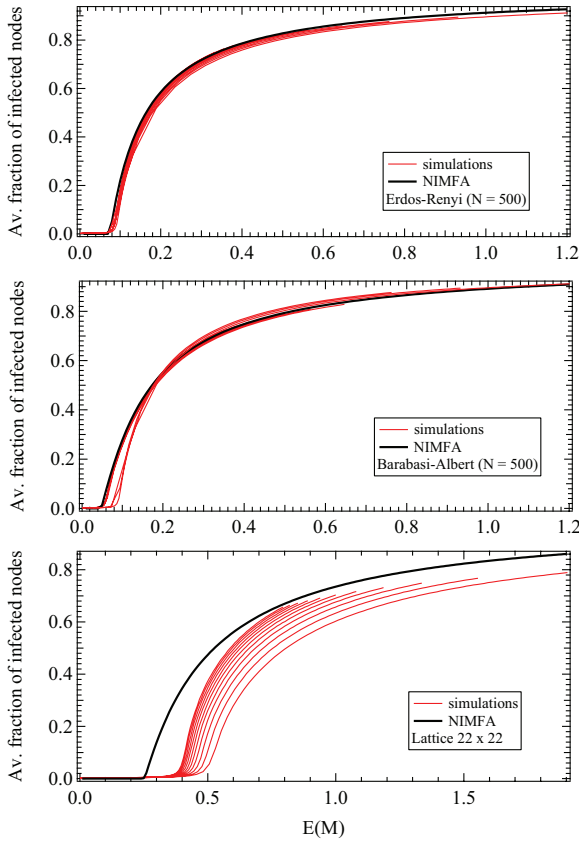 Av. fraction of infected nodes
0.8
0.6
0.4
0.2
0.0
simulations
NIMFA
Erdos-Renyi (N = 500)
0.0 0.2 0.4 0.6 0.8 1.0 1.2
Av. fraction of infected nodes
0.8
0.6
0.4
0.2
0.0
simulations
NIMFA
Barabasi-Albert (N = 500)
0.0 0.2 0.4 0.6 0.8 1.0 1.2
Av. fraction of infected nodes
0.8
0.6
0.4
0.2
0.0
simulations
NIMFA
Lattice 22 x 22
0.0 0.5 1.0 1.5
E(M)